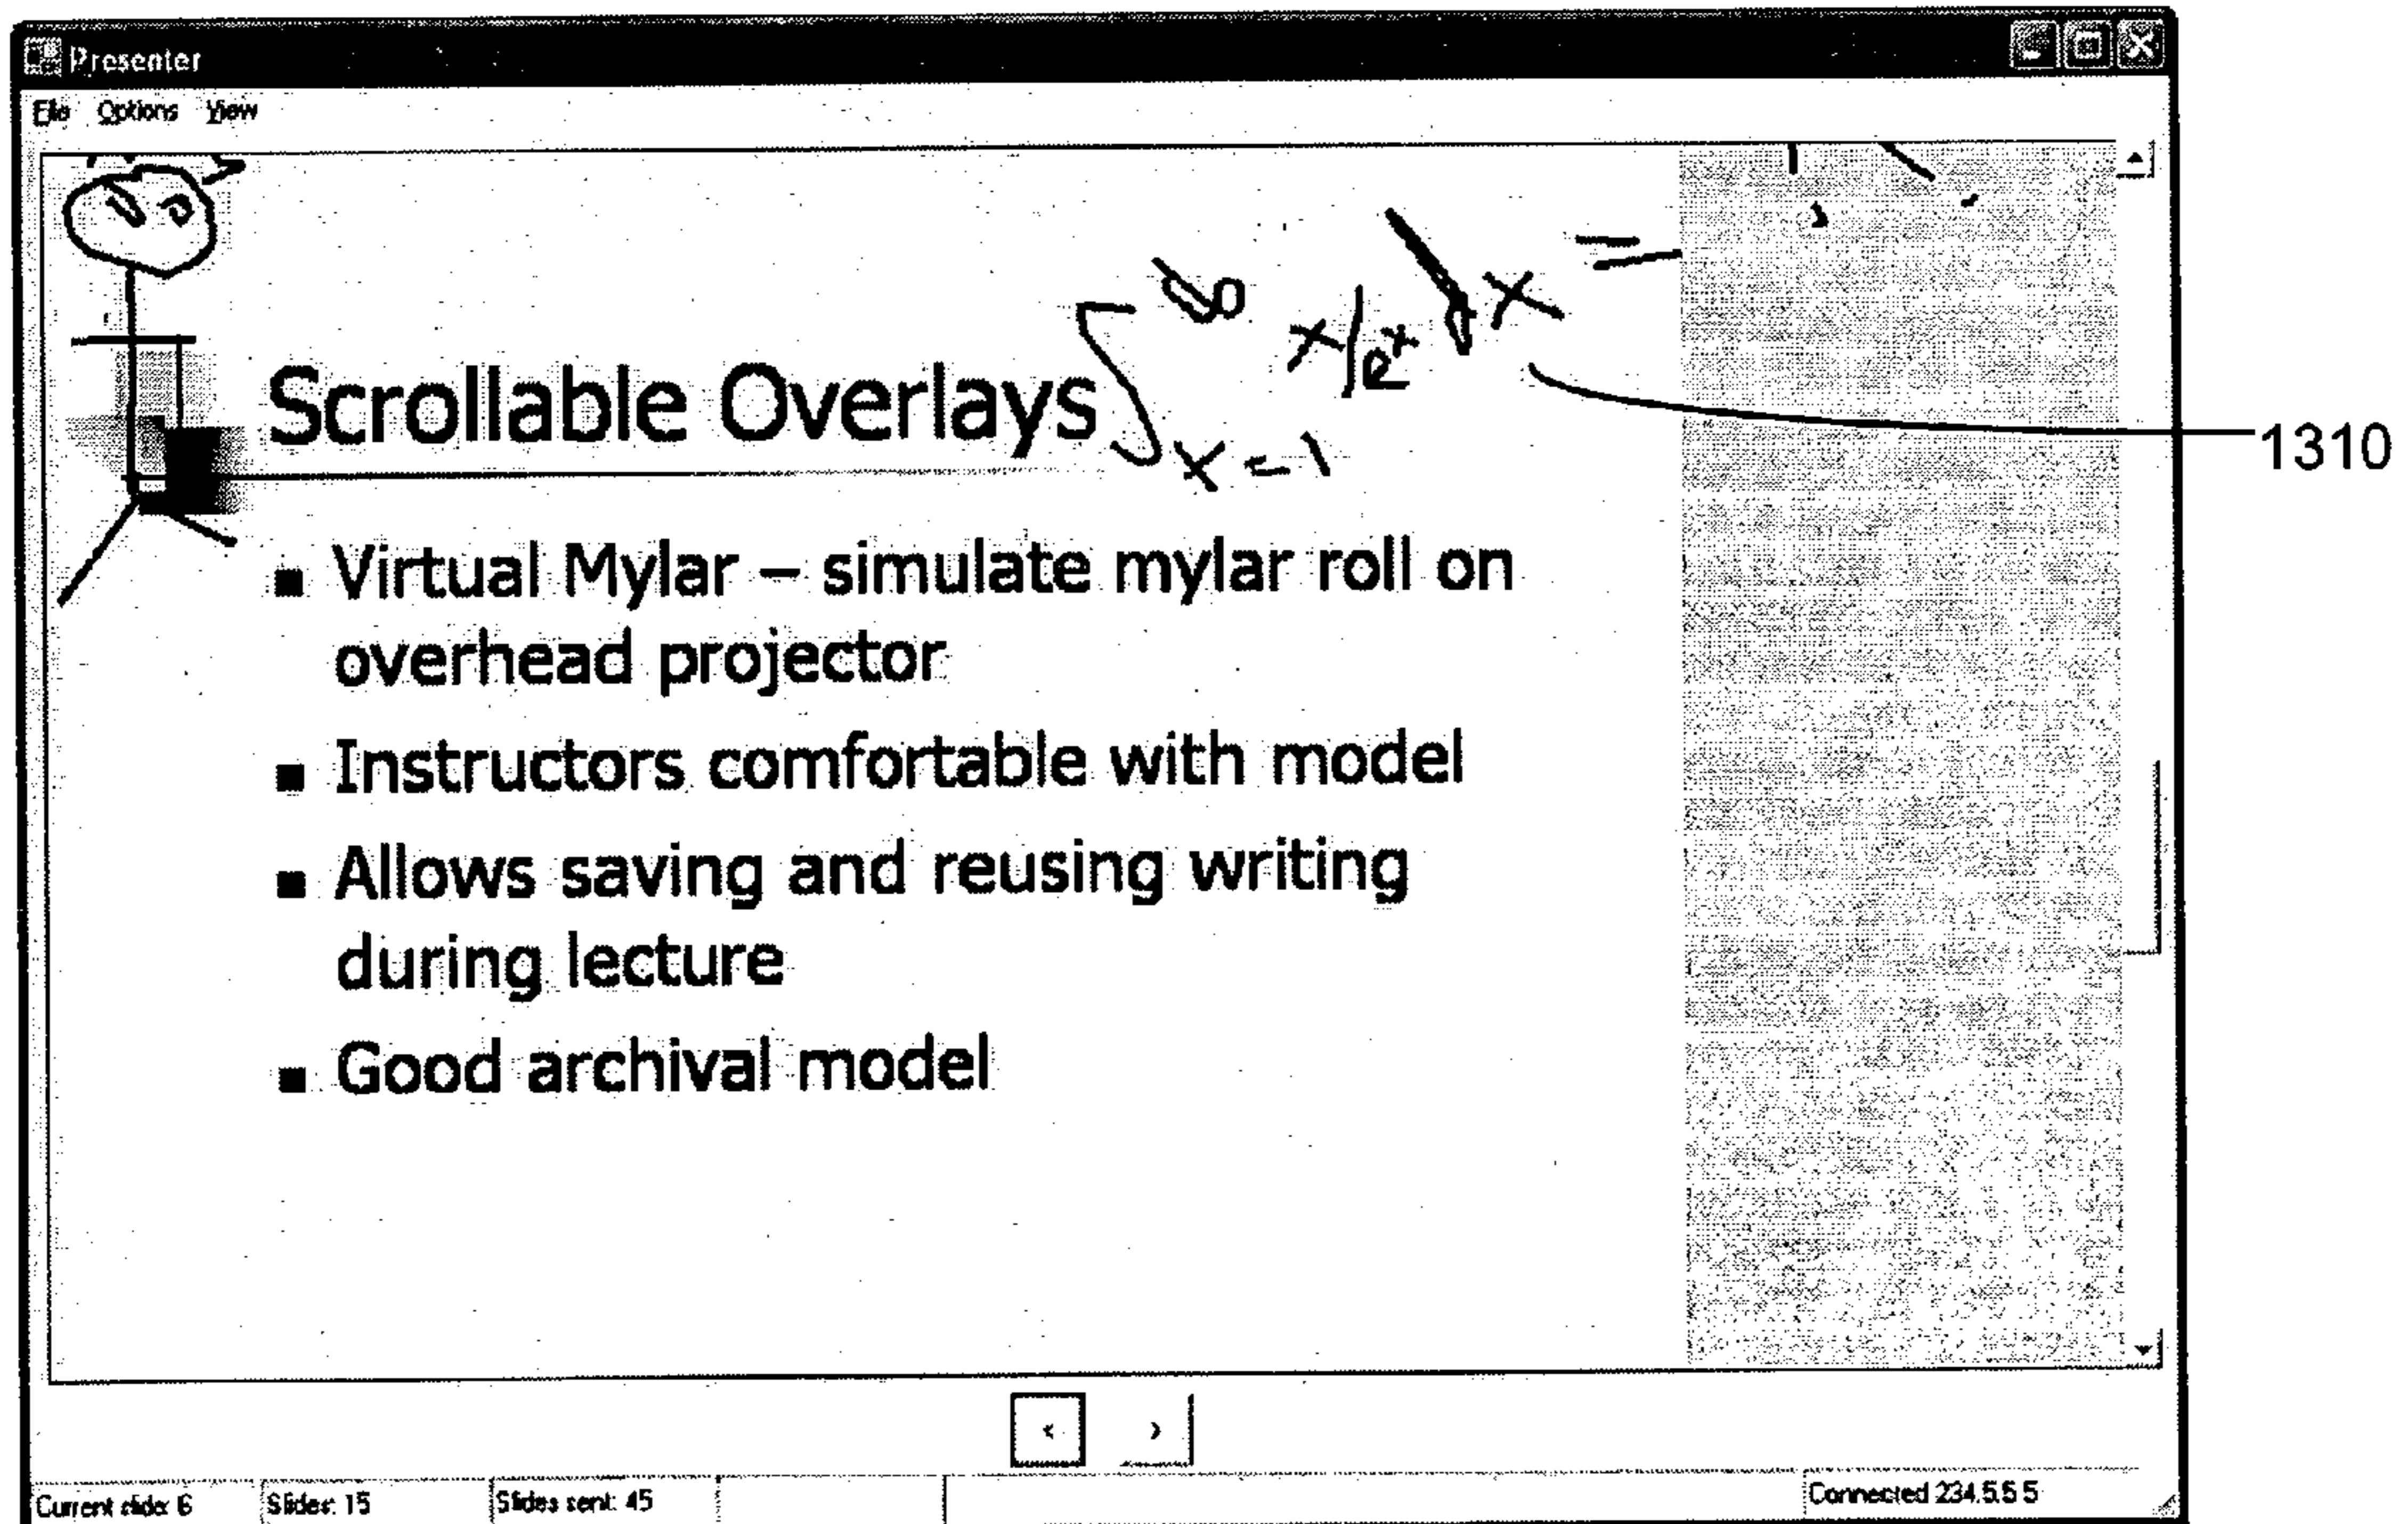 Presenter
File Options View
x/e^x x =
1310
Scrollable Overlays
x = 1
▪ Virtual Mylar – simulate mylar roll on
overhead projector
▪ Instructors comfortable with model
▪ Allows saving and reusing writing
during lecture
▪ Good archival model
‹ ›
Current slide: 6 Slides: 15 Slides sent: 45 Connected 234.5.5.5